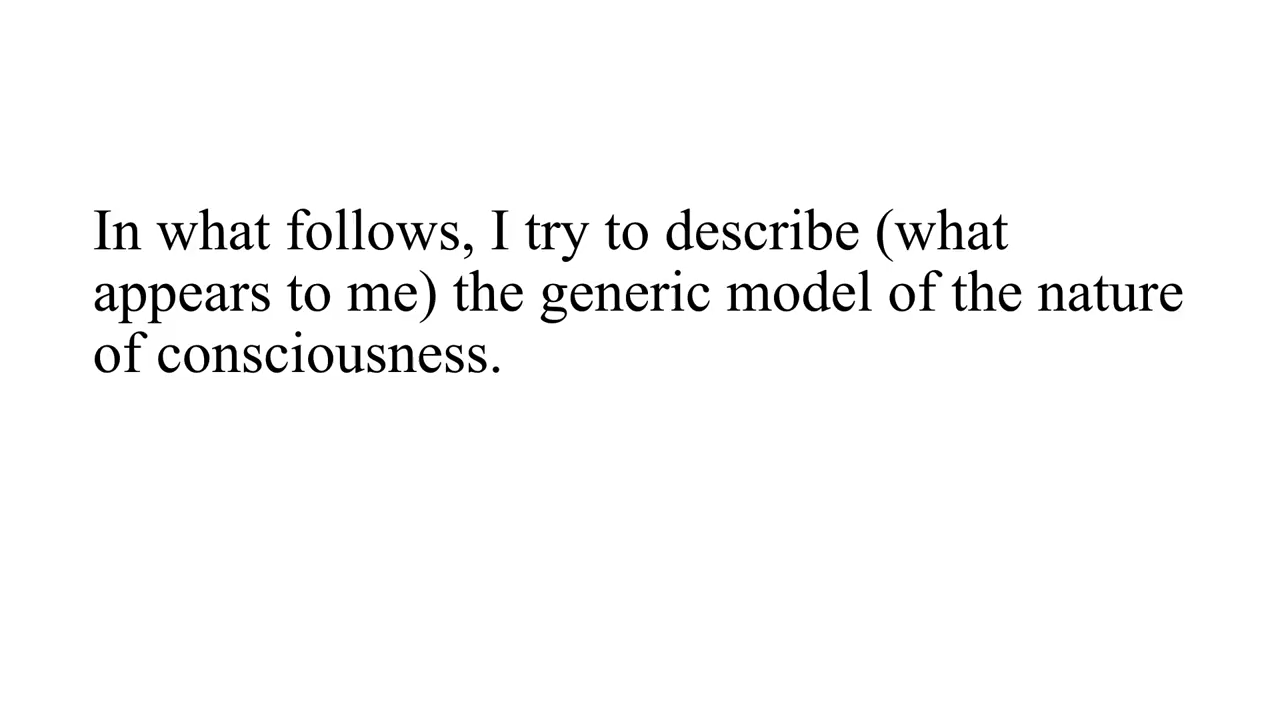 In what follows, I try to describe (what
appears to me) the generic model of the nature
of consciousness.